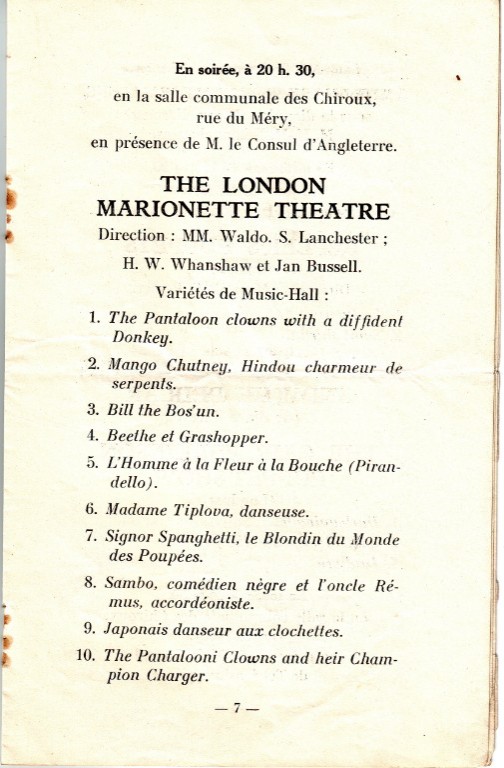 En soirée, à 20 h. 30,
en la salle communale des Chiroux,
rue du Méry,
en présence de M. le Consul d'Angleterre.
THE LONDON
MARIONETTE THEATRE
Direction : MM. Waldo. S. Lanchester ;
H. W. Whanshaw et Jan Bussell.
Variétés de Music-Hall :
1. The Pantaloon clowns with a diffident
Donkey.
2. Mango Chutney, Hindou charmeur de
serpents.
3. Bill the Bos'un.
4. Beethe et Grashopper.
5. L'Homme à la Fleur à la Bouche (Piran-
dello).
6. Madame Tiplova, danseuse.
7. Signor Spanghetti, le Blondin du Monde
des Poupées.
8. Sambo, comédien nègre et l'oncle Ré-
mus, accordéoniste.
9. Japonais danseur aux clochettes.
10. The Pantalooni Clowns and heir Cham-
pion Charger.
— 7 —